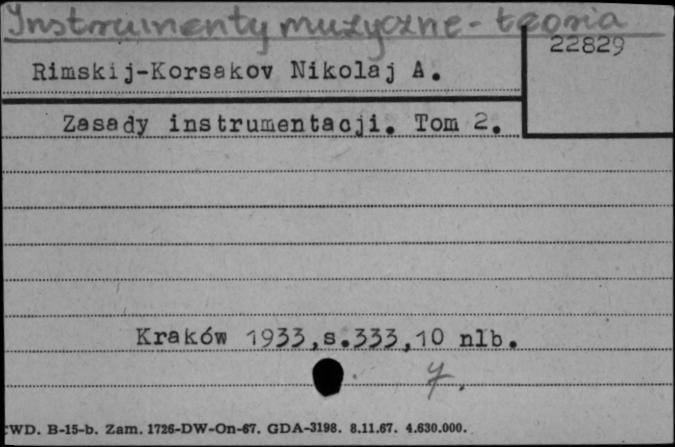 Instrumenty muzyczne - teoria
22829
Rimskij-Korsakov Nikolaj A.
Zasady instrumentacji. Tom 2.
Kraków 1933,s.333,10 nlb.
WD. B-15-b. Zam. 1726-DW-On-67. GDA-3198. 8.11.67. 4.630.000.